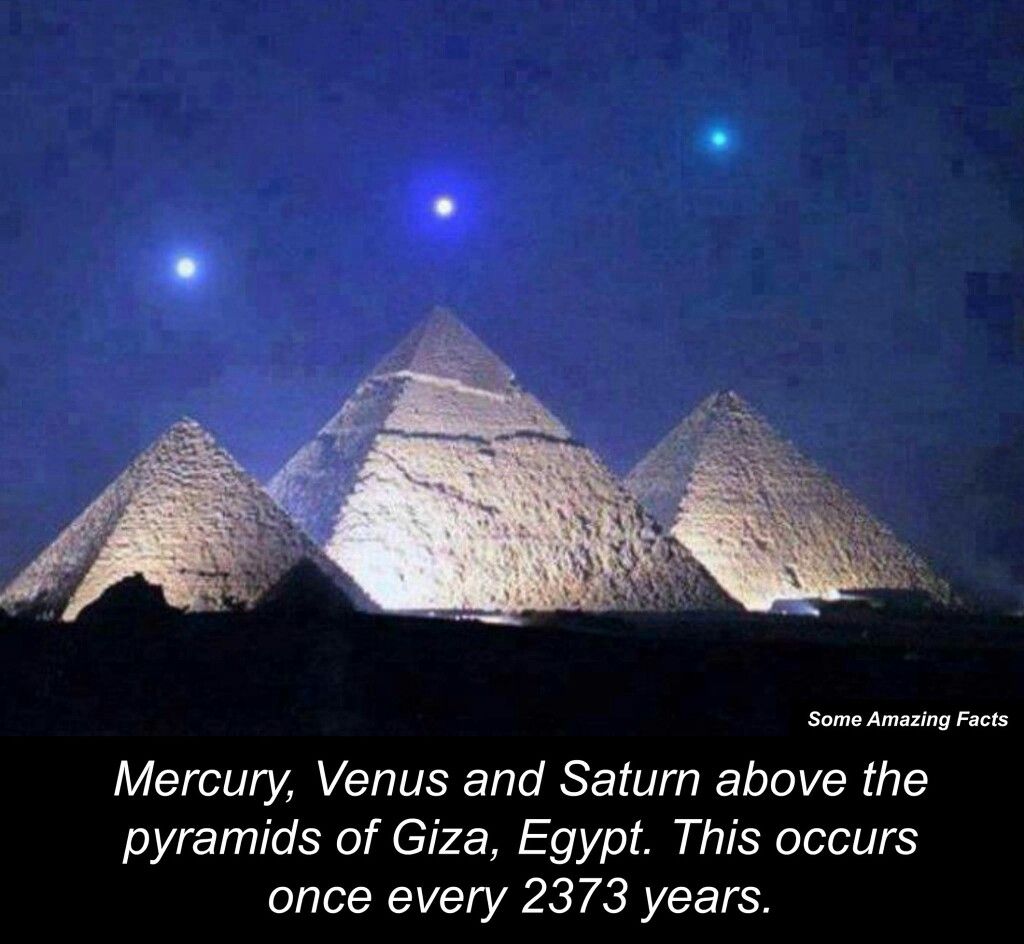 Some Amazing Facts
Mercury, Venus and Saturn above the
pyramids of Giza, Egypt. This occurs
once every 2373 years.